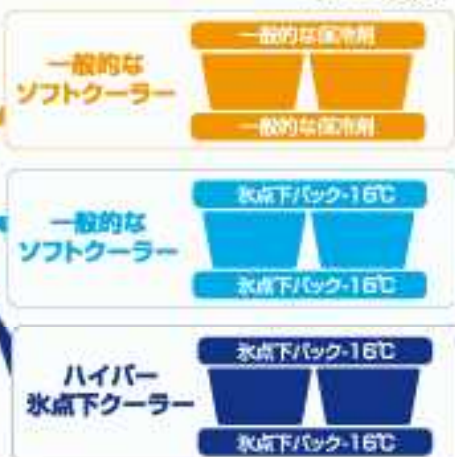 一般的な
ソフトクーラー
一般的な保冷剤
一般的な保冷剤
一般的な
ソフトクーラー
氷点下パック-16℃
氷点下パック-16℃
ハイパー
氷点下クーラー
氷点下パック-16℃
氷点下パック-16℃